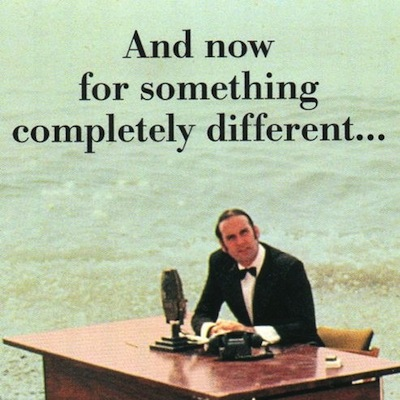 And now
for something
completely different...